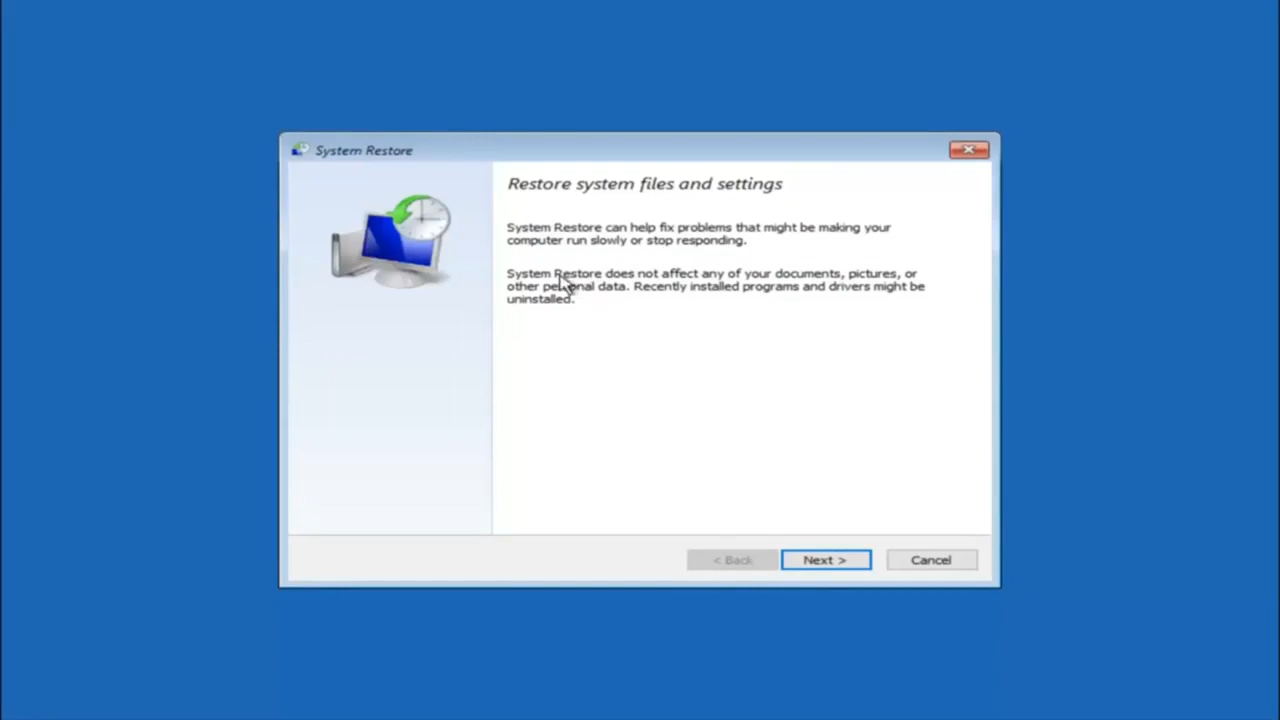 System Restore
Restore system files and settings
System Restore can help fix problems that might be making your
computer run slowly or stop responding.
System Restore does not affect any of your documents, pictures, or
other personal data. Recently installed programs and drivers might be
uninstalled.
< Back
Next >
Cancel